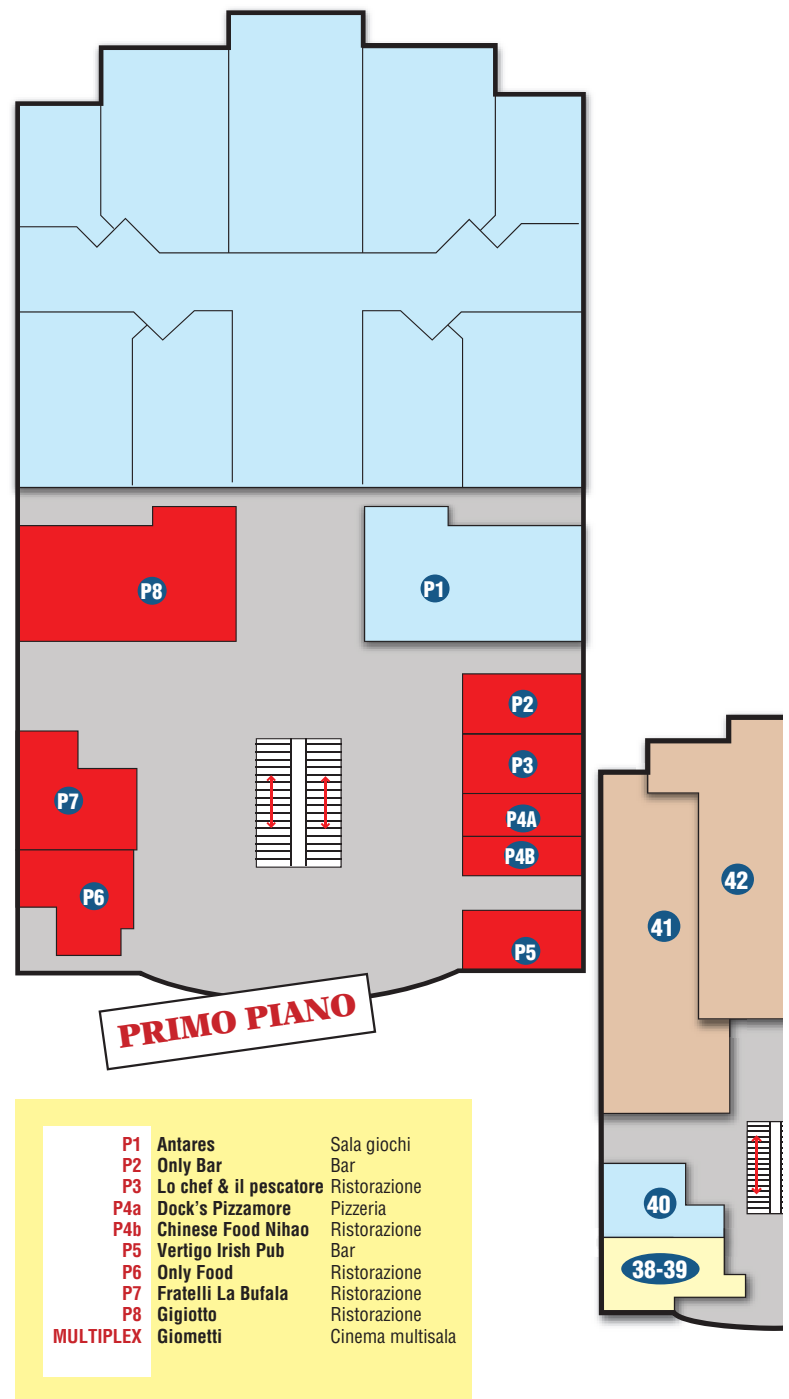 P8
P1
P2
P3
P4A
P4B
P7
P6
P5
PRIMO PIANO
42
41
40
38-39
P1 Antares Sala giochi
P2 Only Bar Bar
P3 Lo chef & il pescatore Ristorazione
P4a Dock's Pizzamore Pizzeria
P4b Chinese Food Nihao Ristorazione
P5 Vertigo Irish Pub Bar
P6 Only Food Ristorazione
P7 Fratelli La Bufala Ristorazione
P8 Gigiotto Ristorazione
MULTIPLEX Giometti Cinema multisala